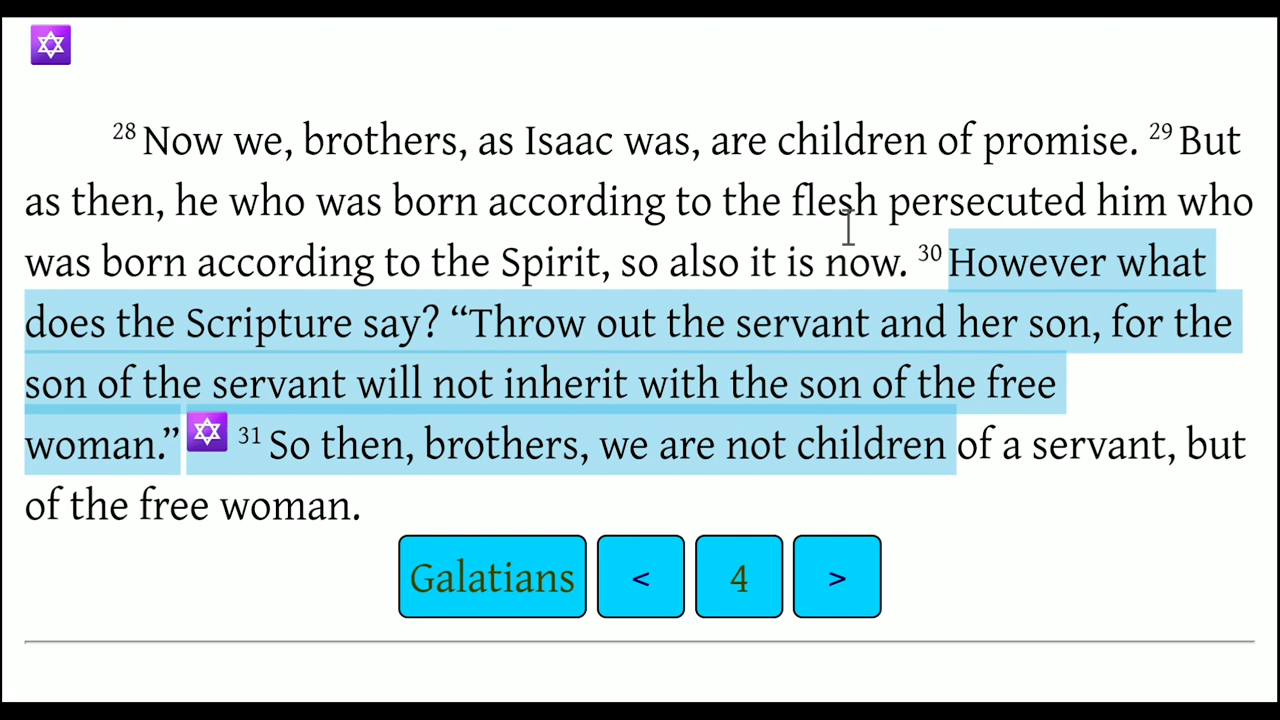 28 Now we, brothers, as Isaac was, are children of promise. 29 But
as then, he who was born according to the flesh persecuted him who
was born according to the Spirit, so also it is now. 30 However what
does the Scripture say? “Throw out the servant and her son, for the
son of the servant will not inherit with the son of the free
woman.” ✡ 31 So then, brothers, we are not children of a servant, but
of the free woman.
Galatians < 4 >